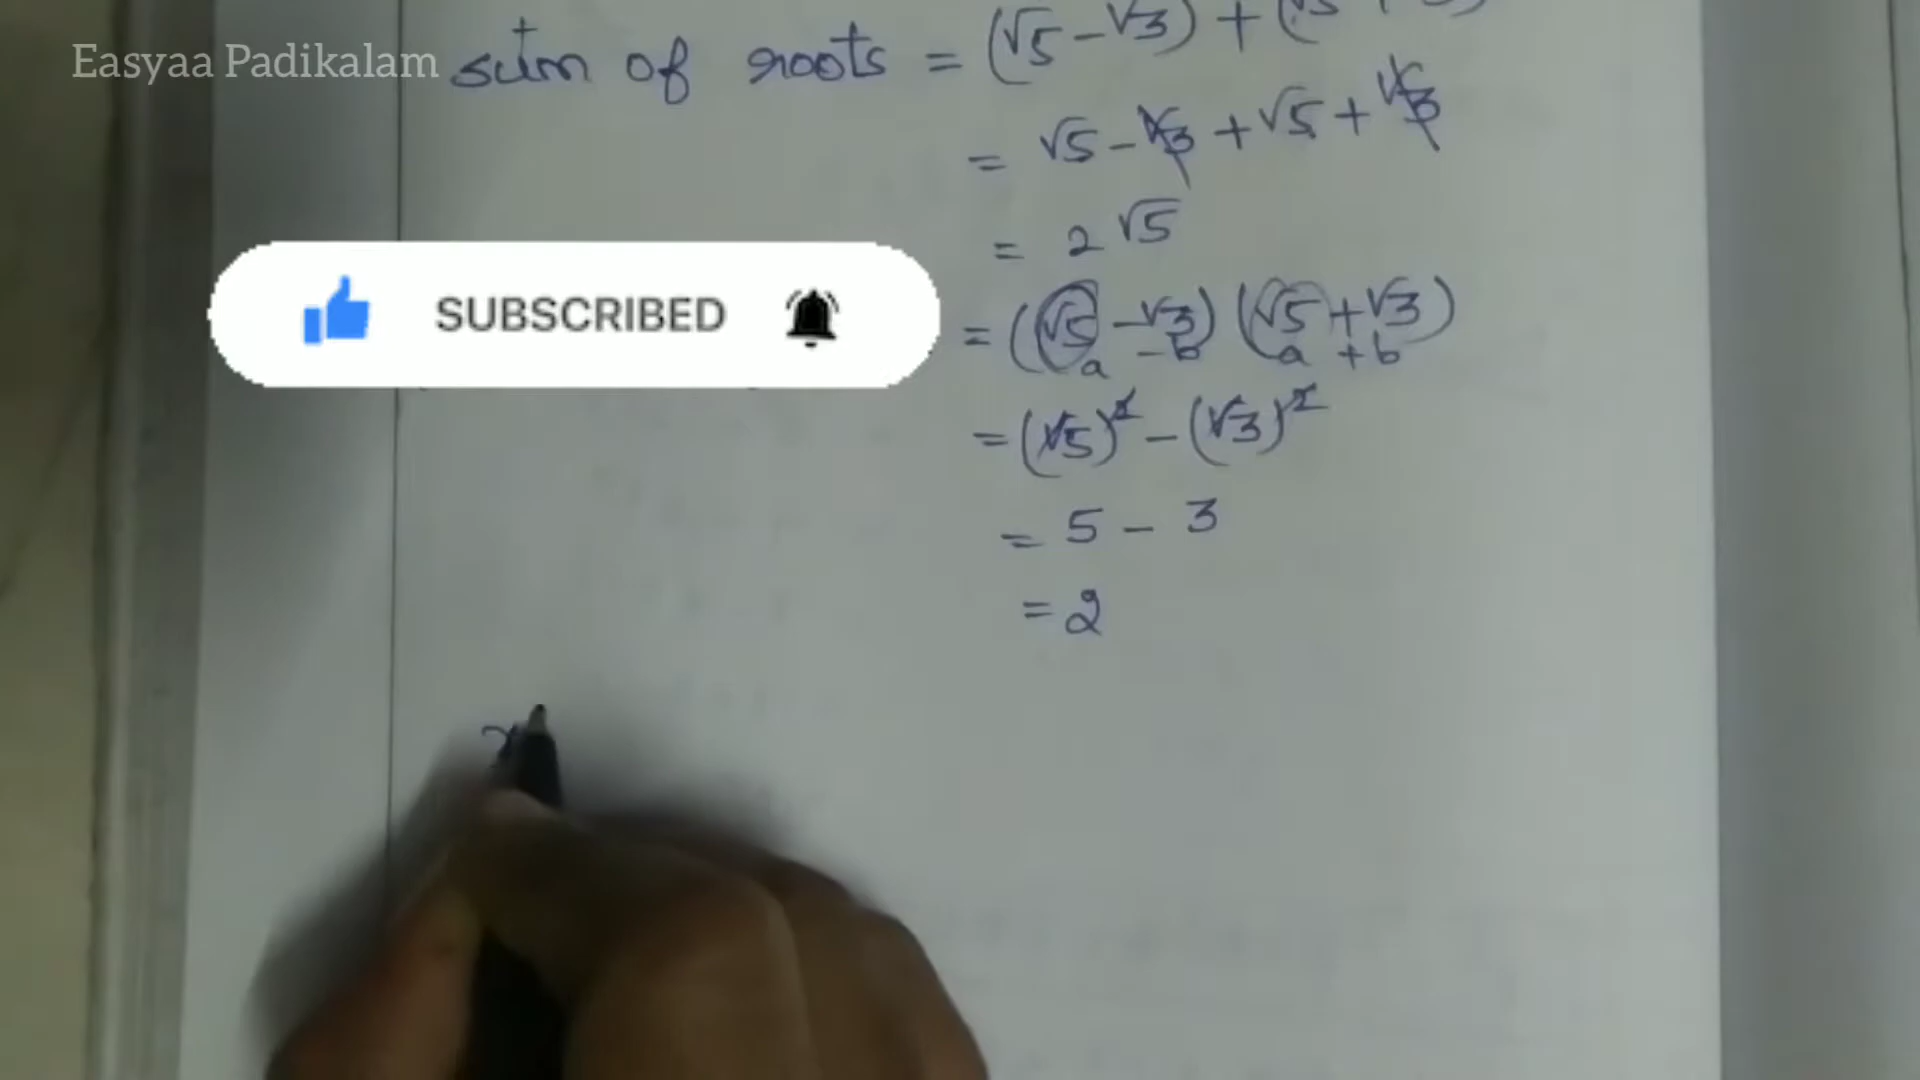 Easyaa Padikalam
sum of roots = (√5 - √3) + (
= √5 - √3 + √5 + √3
= 2√5
SUBSCRIBED
= (√5 - √3) (√5 + √3)
a - b a + b
= (√5)² - (√3)²
= 5 - 3
= 2
x